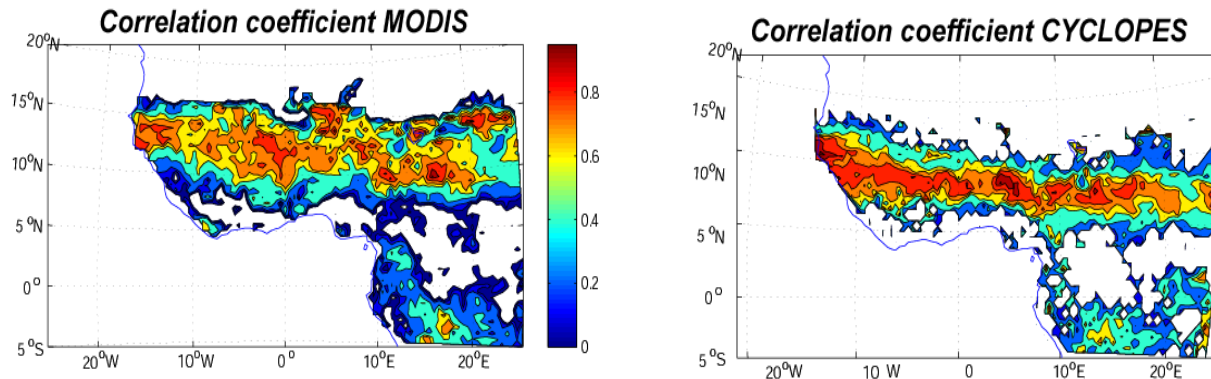 Correlation coefficient MODIS
20°N
15°N
10°N
5°N
0°
5°S
20°W
10°W
0°
10°E
20°E
0.8
0.6
0.4
0.2
0
Correlation coefficient CYCLOPES
20°N
15°N
10°N
5°N
0°
5°S
20°W
10 W
0
10°E
20°E